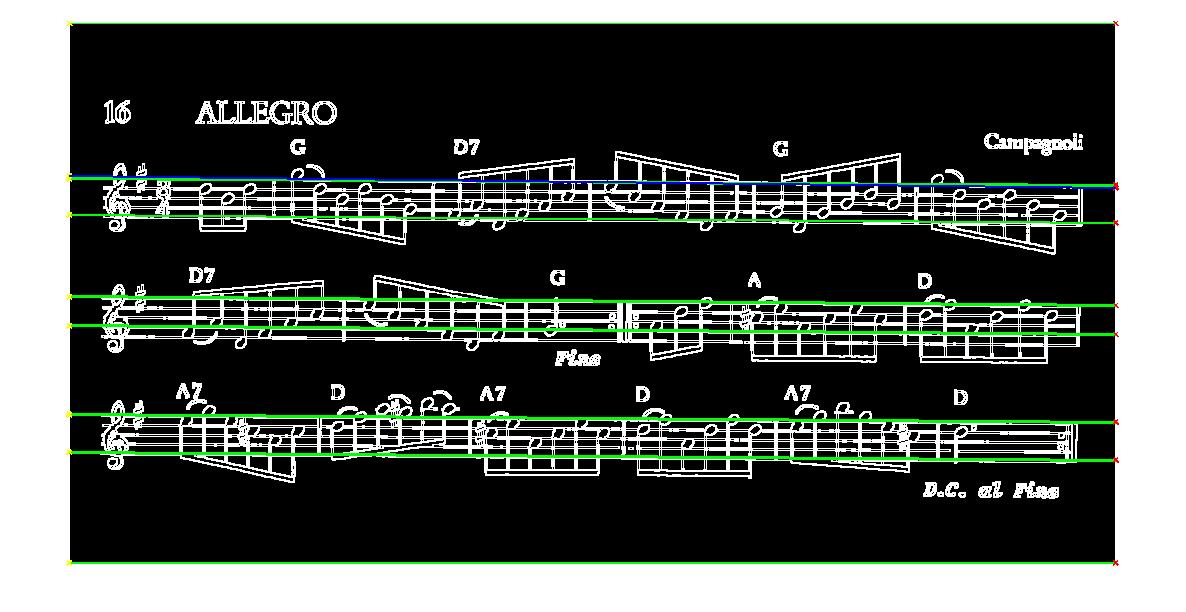 16 ALLEGRO
Campagnoli
G D7 G
D7 G A D
Fine
A7 D A7 D A7 D
D.C. al Fine